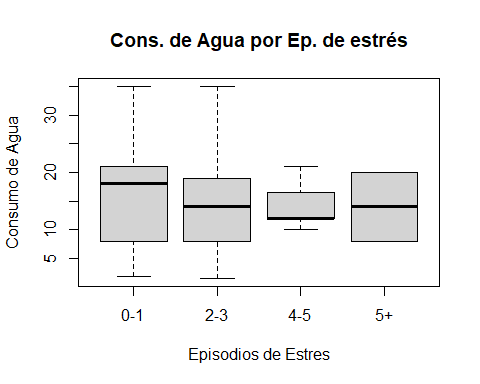 Cons. de Agua por Ep. de estrés
Consumo de Agua
30
20
10
5
0-1 2-3 4-5 5+
Episodios de Estres